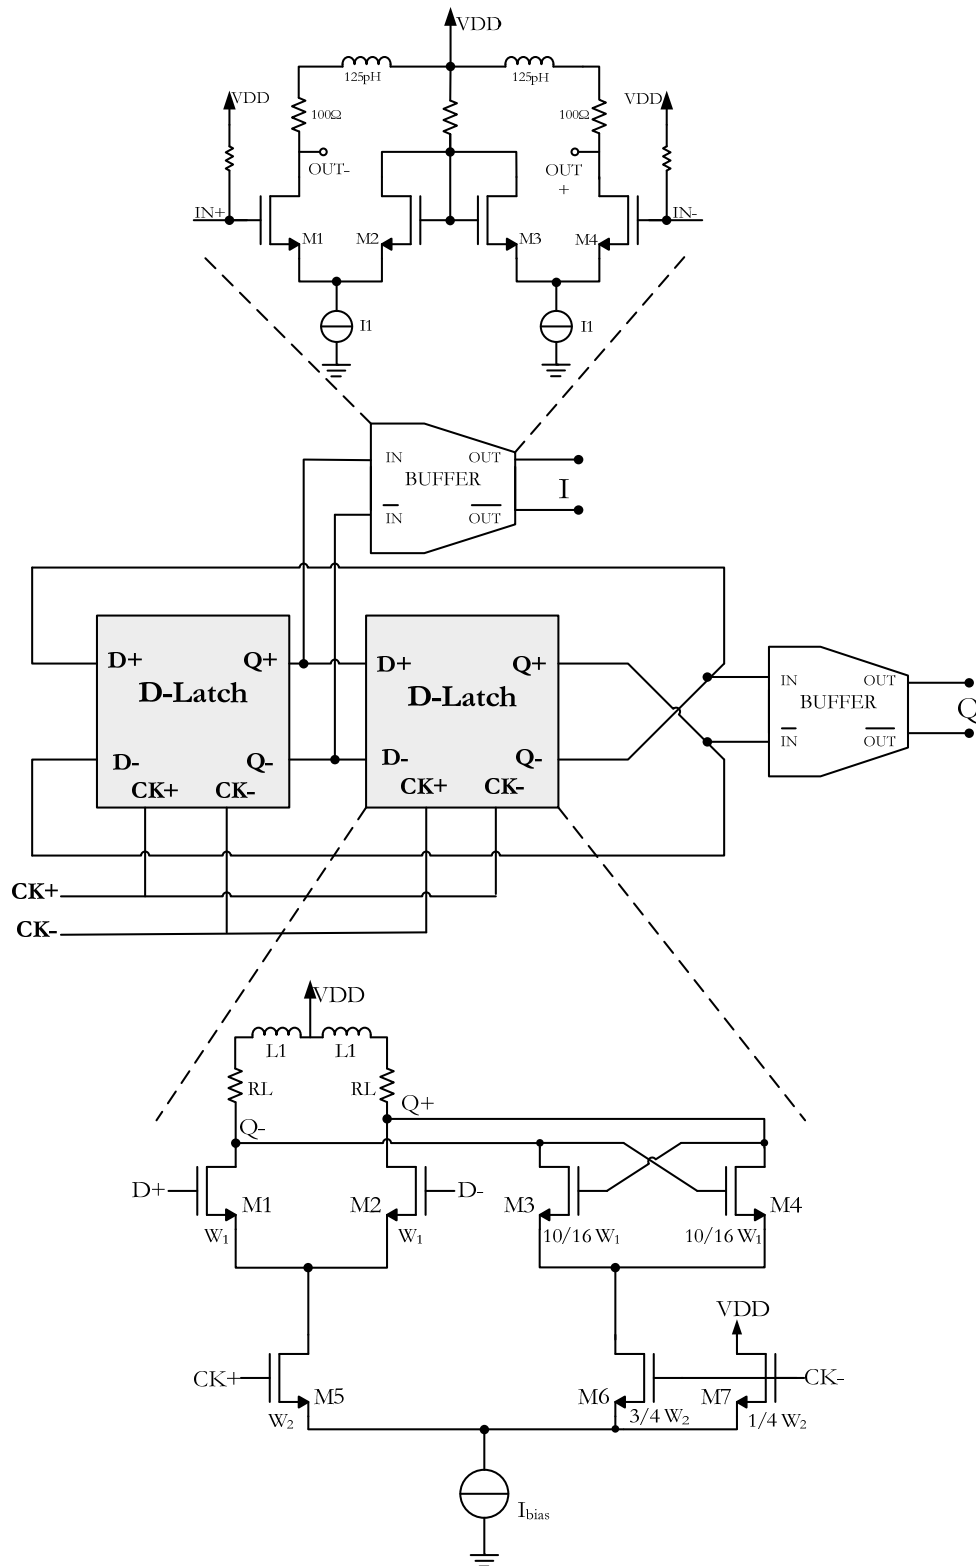 VDD
125pH 125pH
VDD 100Ω 100Ω VDD
OUT- OUT
+
IN+ IN-
M1 M2 M3 M4
I1 I1
IN OUT
BUFFER I
IN OUT
D+ Q+ D+ Q+
D-Latch D-Latch
D- Q- D- Q-
CK+ CK- CK+ CK-
IN OUT
BUFFER Q
IN OUT
CK+
CK-
VDD
L1 L1
RL RL
Q+
Q-
D+ D-
M1 M2 M3 M4
W₁ W₁ 10/16 W₁ 10/16 W₁
VDD
CK+ CK-
M5 M6 M7
W₂ 3/4 W₂ 1/4 W₂
Ibias